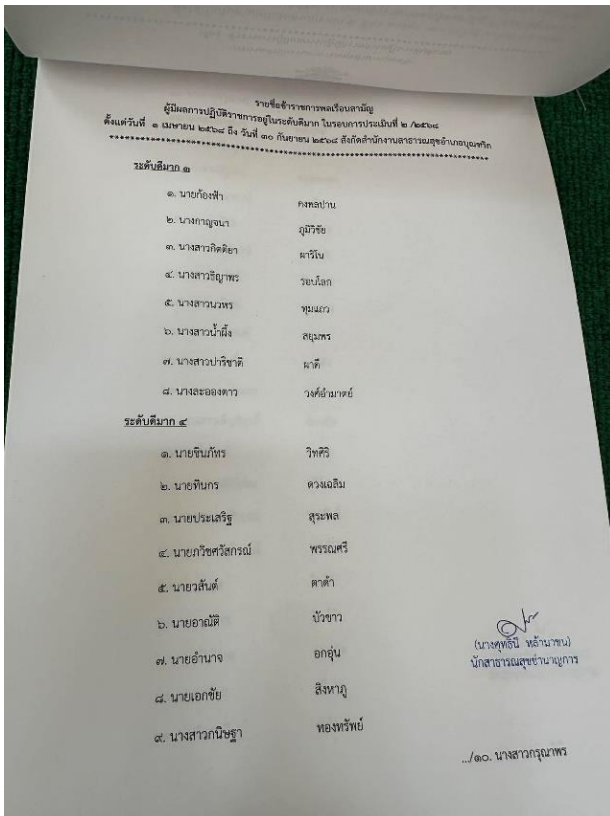 รายชื่อข้าราชการพลเรือนสามัญ
ผู้มีผลการปฏิบัติราชการอยู่ในระดับดีมาก ในรอบการประเมินที่ ๒ /๒๕๖๘
ตั้งแต่วันที่ ๑ เมษายน ๒๕๖๘ ถึง วันที่ ๓๐ กันยายน ๒๕๖๘ สังกัดสำนักงานสาธารณสุขอำเภอบุณฑริก
ระดับดีมาก ๑
๑. นายก้องฟ้า คงทลปาน
๒. นางกาญจนา ภูมิวิชัย
๓. นางสาวกิตติยา ผาริโน
๔. นางสาวธิญาพร รอบโลก
๕. นางสาวนวพร ทุมแถว
๖. นางสาวน้ำผึ้ง สยุมพร
๗. นางสาวปาริชาติ ผาดี
๘. นางละอองดาว วงศ์อำมาตย์
ระดับดีมาก ๔
๑. นายชินภัทร วิทศิริ
๒. นายทินกร ดวงเฉลิม
๓. นายประเสริฐ สุระพล
๔. นายภวิชศวัสกรณ์ พรรณศรี
๕. นายวสันต์ ตาดำ
๖. นายอาณัติ บัวขาว
๗. นายอำนาจ อกอุ่น
๘. นายเอกชัย สิงหาภู
๙. นางสาวกนิษฐา ทองทรัพย์
(นางศุทธินี หล้ามาชน)
นักสาธารณสุขชำนาญการ
.../๑๐. นางสาวกรุณาพร